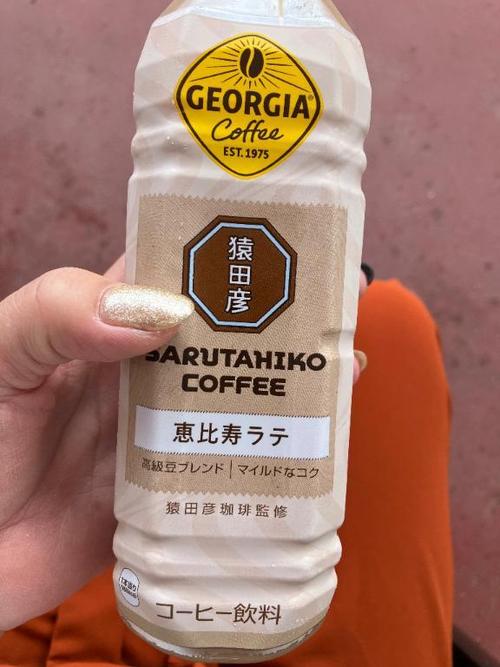 GEORGIA®
Coffee
EST. 1975
猿
田
彦
SARUTAHIKO
COFFEE
恵比寿ラテ
高級豆ブレンド | マイルドなコク
猿田彦珈琲監修
コーヒー飲料